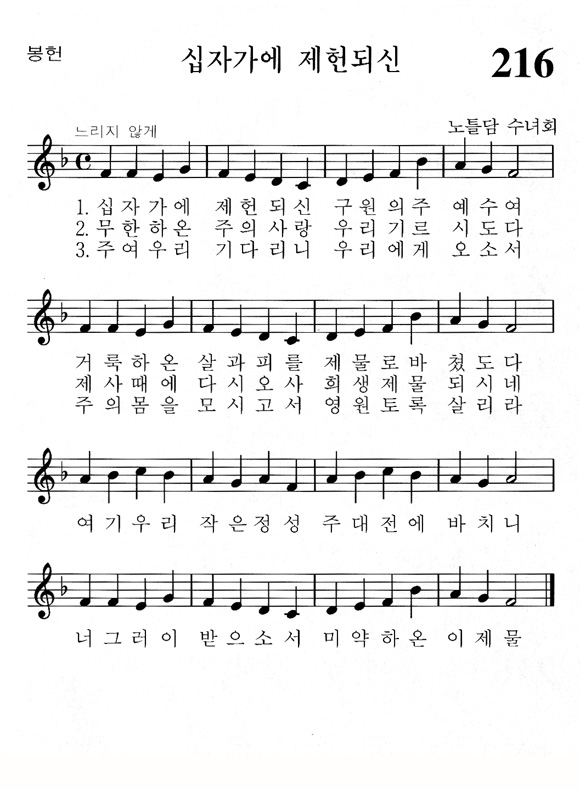 봉헌
십자가에 제헌되신
216
느리지 않게
노틀담 수녀회
1. 십자가에 제헌되신 구원의주 예수여
2. 무한하온 주의사랑 우리기르 시도다
3. 주여우리 기다리니 우리에게 오소서
거룩하온 살과피를 제물로바 쳤도다
제사때에 다시오사 희생제물 되시네
주의몸을 모시고서 영원토록 살리라
여기우리 작은정성 주대전에 바치니
너그러이 받으소서 미약하온 이제물